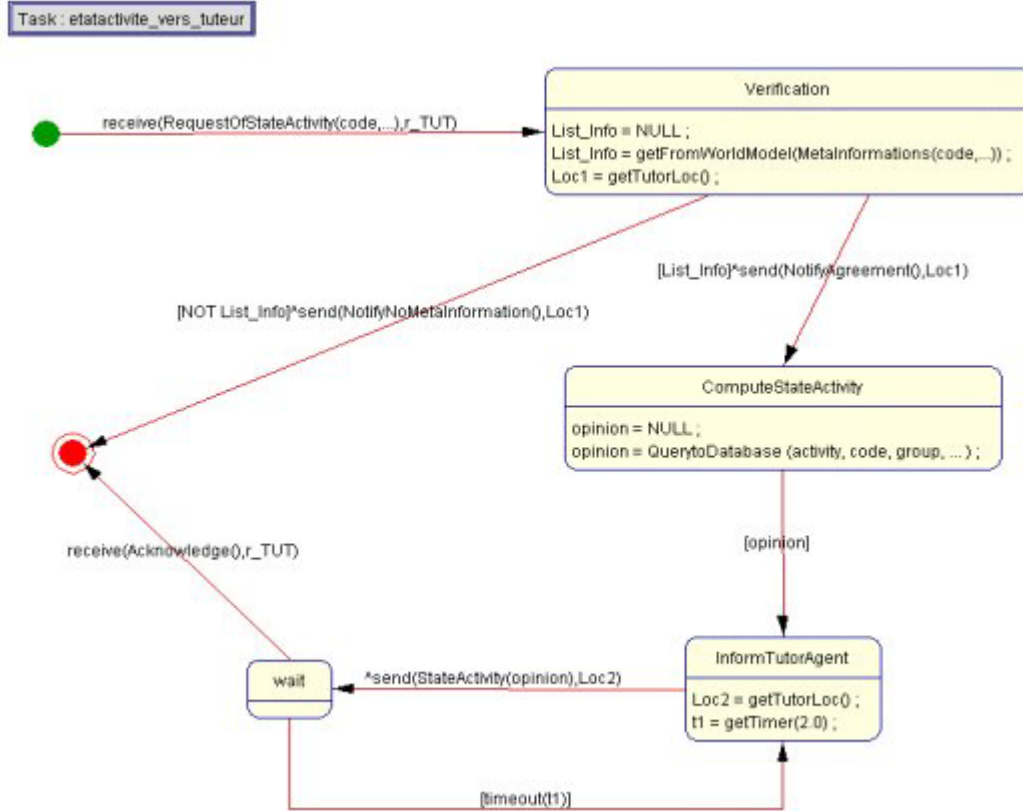 Task : etatactivite_vers_tuteur
Verification
receive(RequestOfStateActivity(code,...),r_TUT)
List_Info = NULL ;
List_Info = getFromWorldModel(MetaInformations(code,...)) ;
Loc1 = getTutorLoc() ;
[List_Info]^send(NotifyAgreement(),Loc1)
[NOT List_Info]^send(NotifyNoMetaInformation(),Loc1)
ComputeStateActivity
opinion = NULL ;
opinion = QuerytoDatabase (activity, code, group, ... ) ;
[opinion]
receive(Acknowledge(),r_TUT)
InformTutorAgent
wait
^send(StateActivity(opinion),Loc2)
Loc2 = getTutorLoc() ;
t1 = getTimer(2.0) ;
[timeout(t1)]